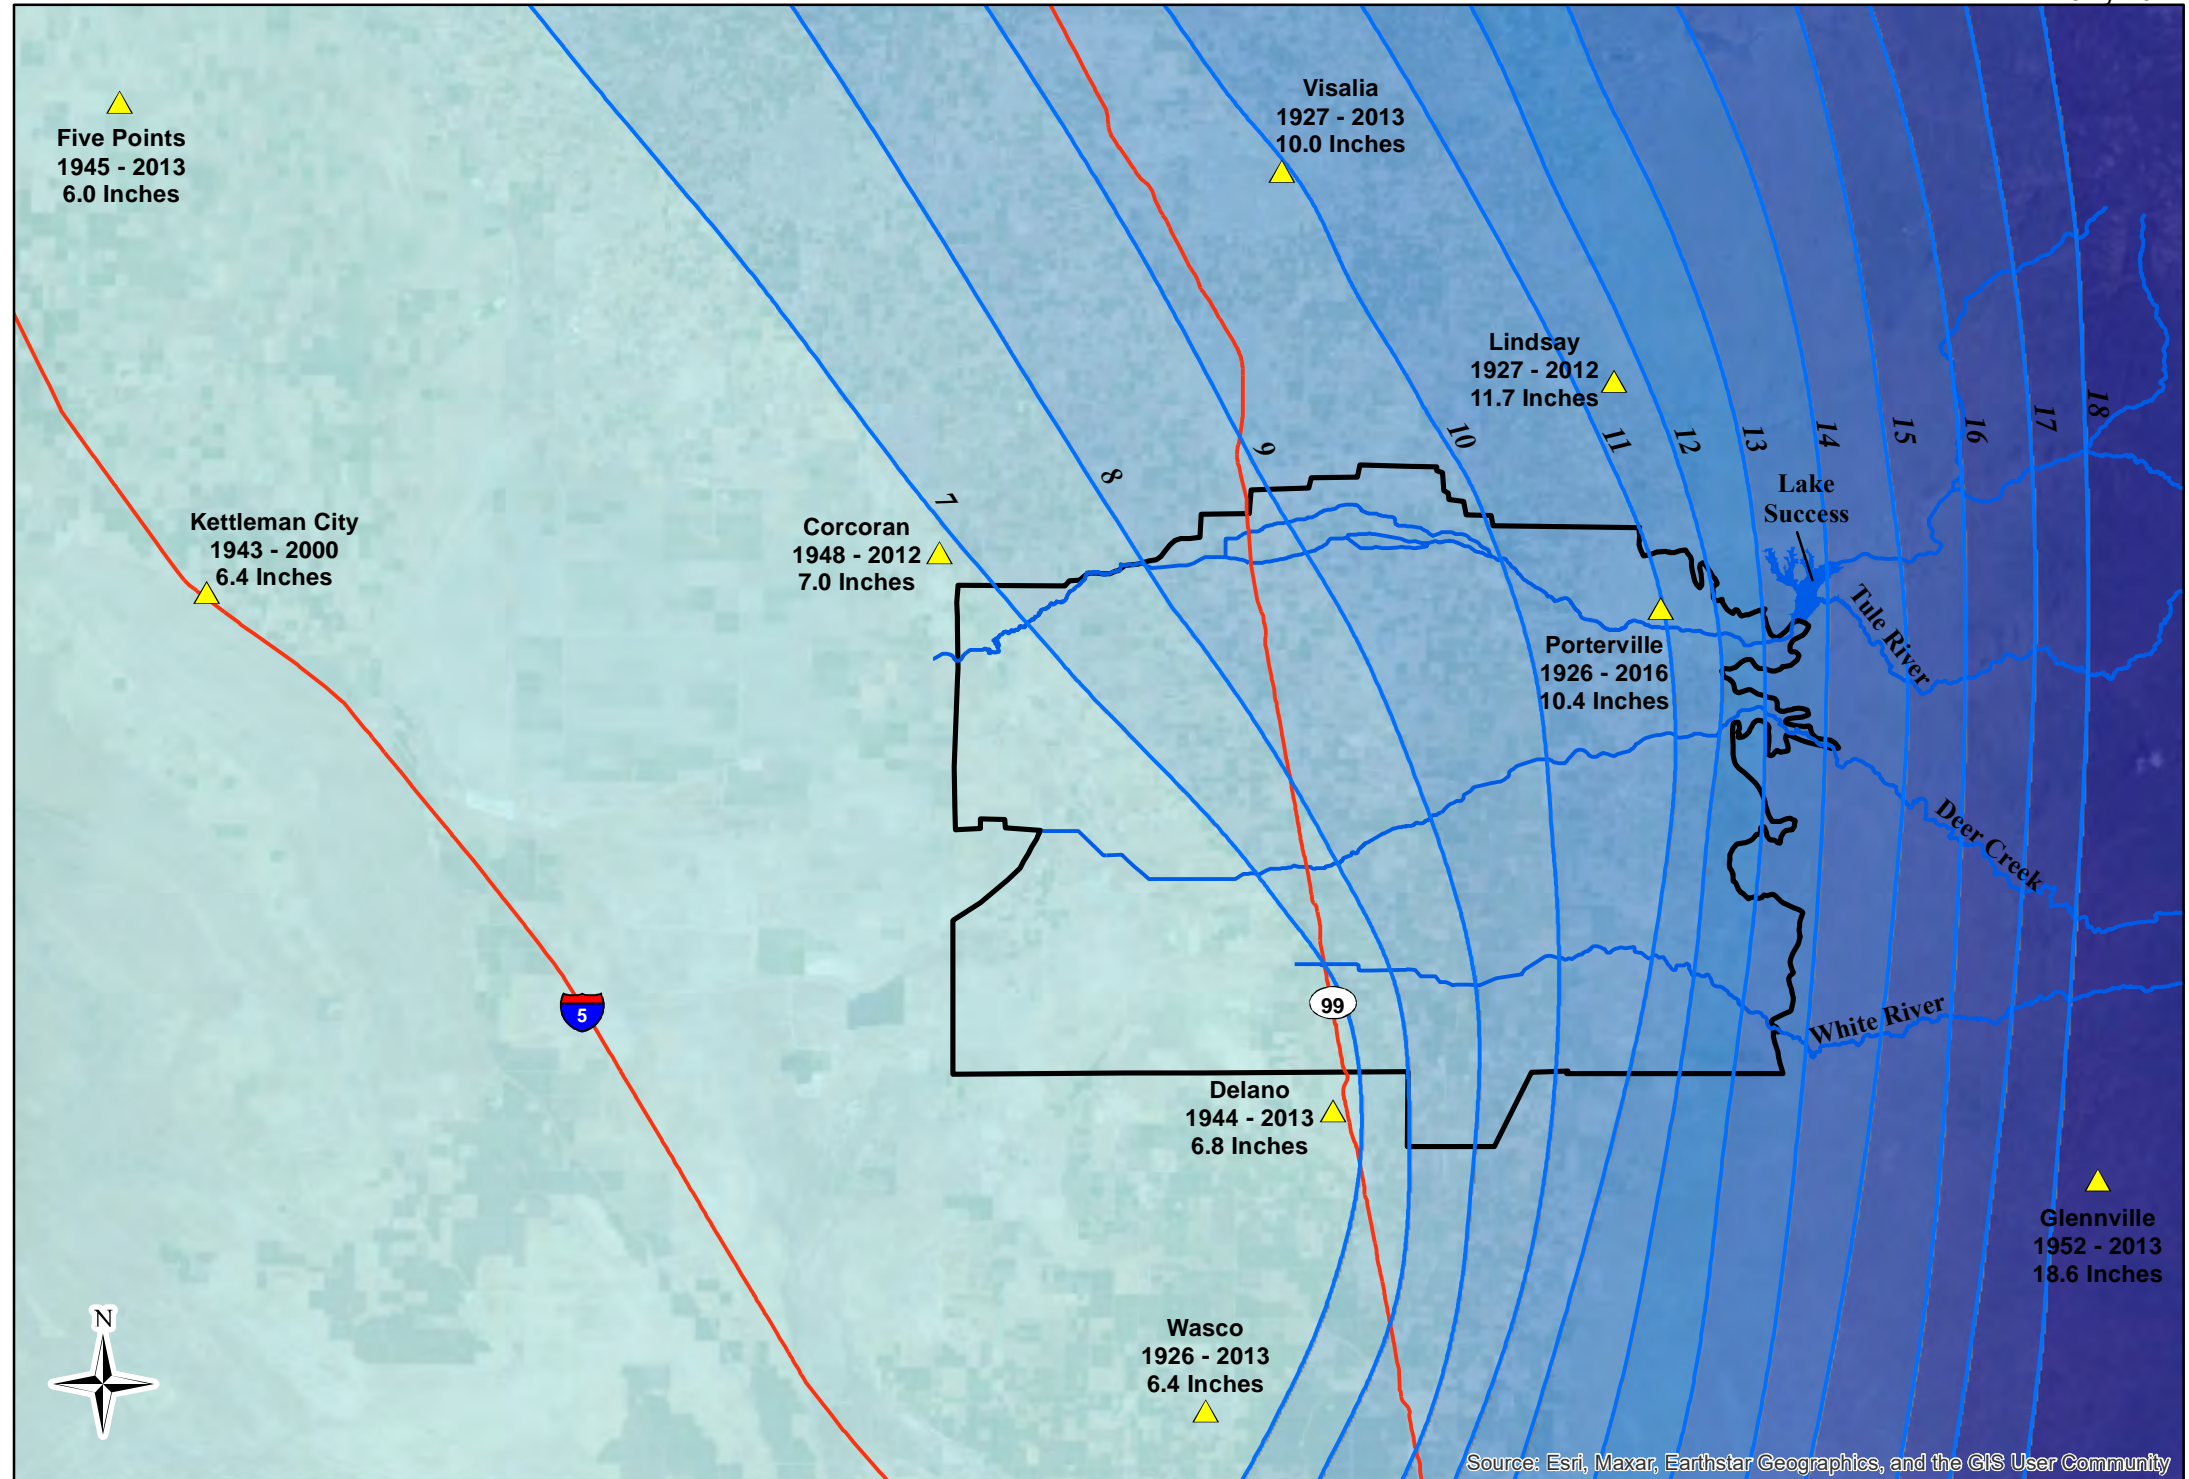 Visalia
1927 - 2013
10.0 Inches
Five Points
1945 - 2013
6.0 Inches
Lindsay
1927 - 2012
11.7 Inches
Kettleman City
1943 - 2000
6.4 Inches
Corcoran
1948 - 2012
7.0 Inches
7
8
9
10
11
12
13
14
15
16
17
18
Lake
Success
Tule River
Porterville
1926 - 2016
10.4 Inches
Deer Creek
White River
5
99
Delano
1944 - 2013
6.8 Inches
Glennville
1952 - 2013
18.6 Inches
Wasco
1926 - 2013
6.4 Inches
N
Source: Esri, Maxar, Earthstar Geographics, and the GIS User Community